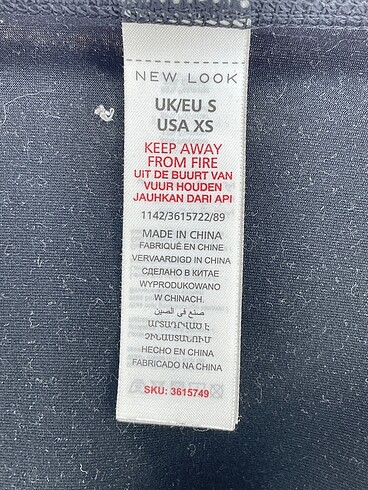 NEW LOOK
UK/EU S
USA XS
KEEP AWAY
FROM FIRE
UIT DE BUURT VAN
VUUR HOUDEN
JAUHKAN DARI API
1142/3615722/89
MADE IN CHINA
FABRIQUÉ EN CHINE
VERVAARDIGD IN CHINA
СДЕЛАНО В КИТАЕ
WYPRODUKOWANO
W CHINACH.
صنع في الصين
ԱՐՏԱԴՐՎԱԾ Է
ՉԻՆԱՍՏԱՆՈՒՄ
HECHO EN CHINA
FABRICADO NA CHINA
SKU: 3615749